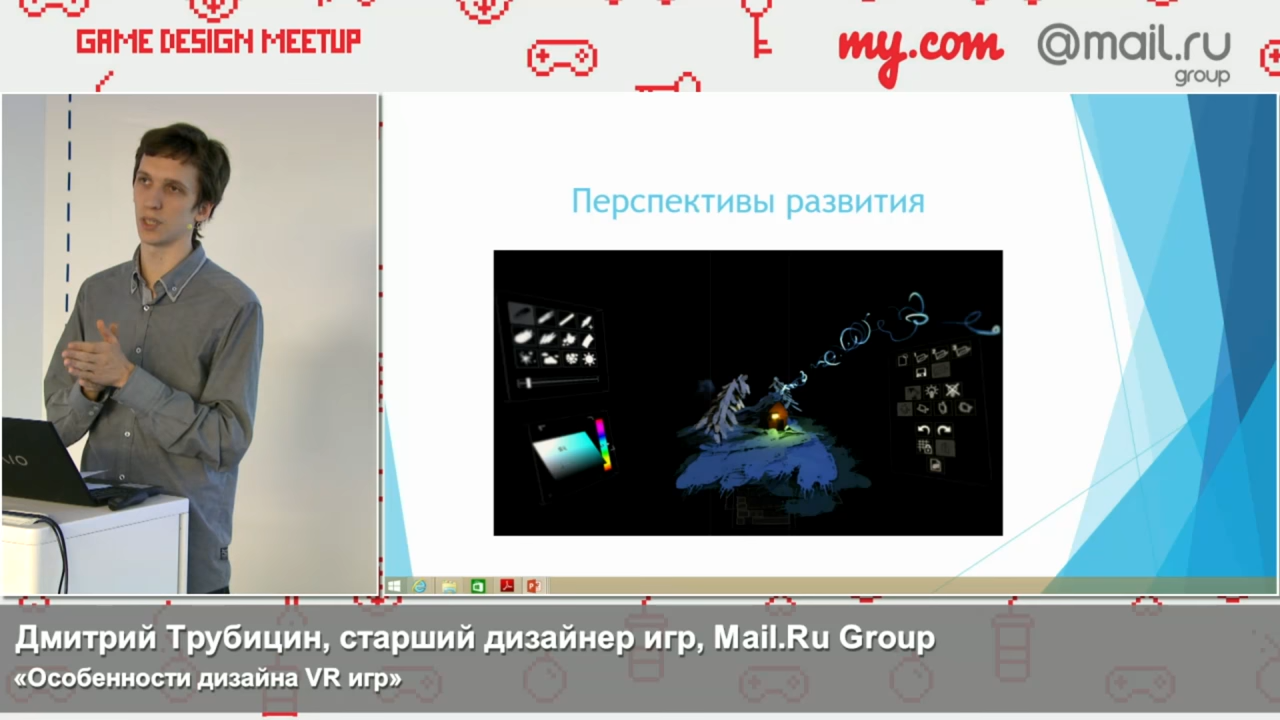 GAME DESIGN MEETUP
my.com
@mail.ru
group
Перспективы развития
Дмитрий Трубицин, старший дизайнер игр, Mail.Ru Group
«Особенности дизайна VR игр»